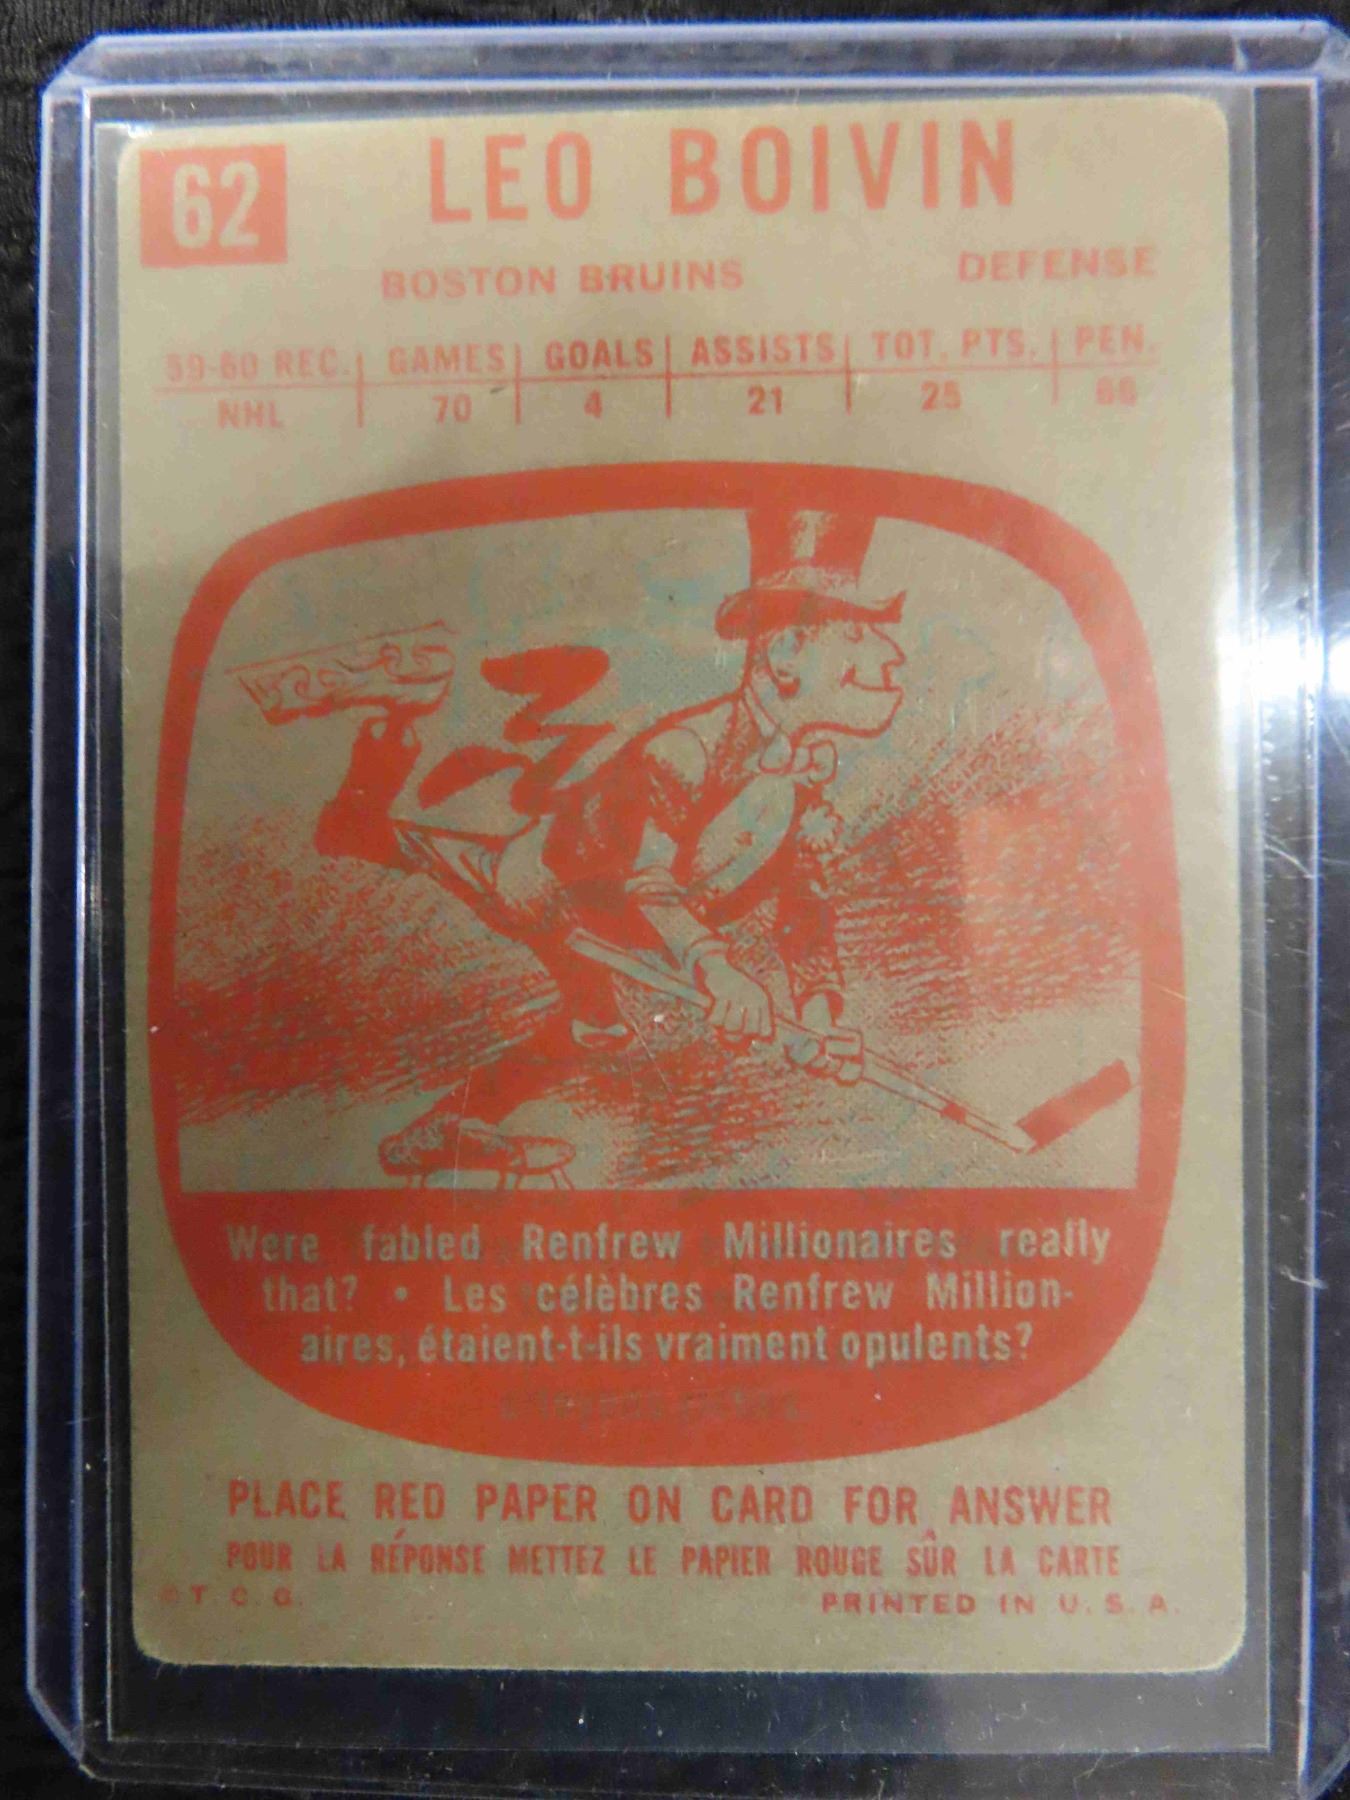 62 LEO BOIVIN
BOSTON BRUINS DEFENSE
59-60 REC. GAMES GOALS ASSISTS TOT. PTS. PEN.
NHL 70 4 21 25 66
Were fabled Renfrew Millionaires really
that? • Les célèbres Renfrew Million-
aires, étaient-t-ils vraiment opulents?
PLACE RED PAPER ON CARD FOR ANSWER
POUR LA RÉPONSE METTEZ LE PAPIER ROUGE SÛR LA CARTE
© T. C. G. PRINTED IN U. S. A.